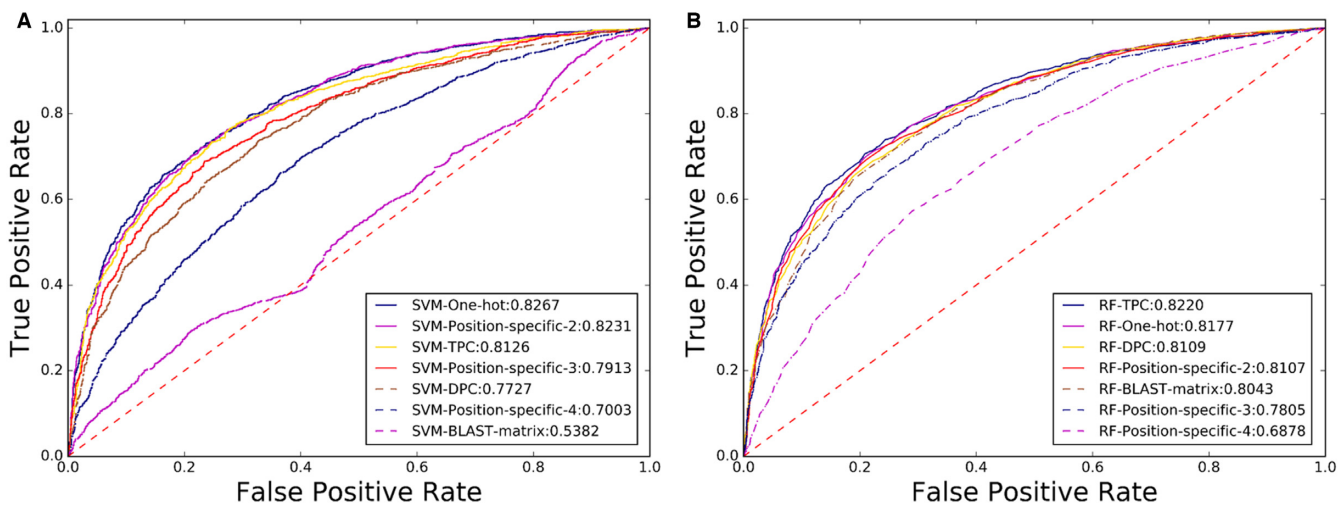 A
1.0
0.8
0.6
0.4
0.2
0.0
0.0 0.2 0.4 0.6 0.8 1.0
True Positive Rate
False Positive Rate
SVM-One-hot:0.8267
SVM-Position-specific-2:0.8231
SVM-TPC:0.8126
SVM-Position-specific-3:0.7913
SVM-DPC:0.7727
SVM-Position-specific-4:0.7003
SVM-BLAST-matrix:0.5382
B
1.0
0.8
0.6
0.4
0.2
0.0
0.0 0.2 0.4 0.6 0.8 1.0
True Positive Rate
False Positive Rate
RF-TPC:0.8220
RF-One-hot:0.8177
RF-DPC:0.8109
RF-Position-specific-2:0.8107
RF-BLAST-matrix:0.8043
RF-Position-specific-3:0.7805
RF-Position-specific-4:0.6878